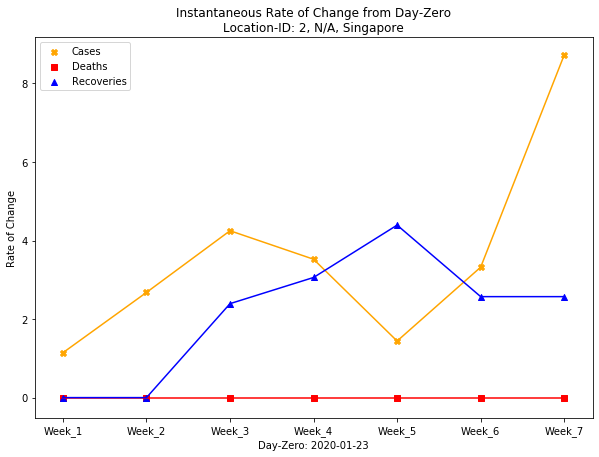 Instantaneous Rate of Change from Day-Zero
Location-ID: 2, N/A, Singapore
Cases
Deaths
Recoveries
8
6
4
2
0
Rate of Change
Week_1 Week_2 Week_3 Week_4 Week_5 Week_6 Week_7
Day-Zero: 2020-01-23